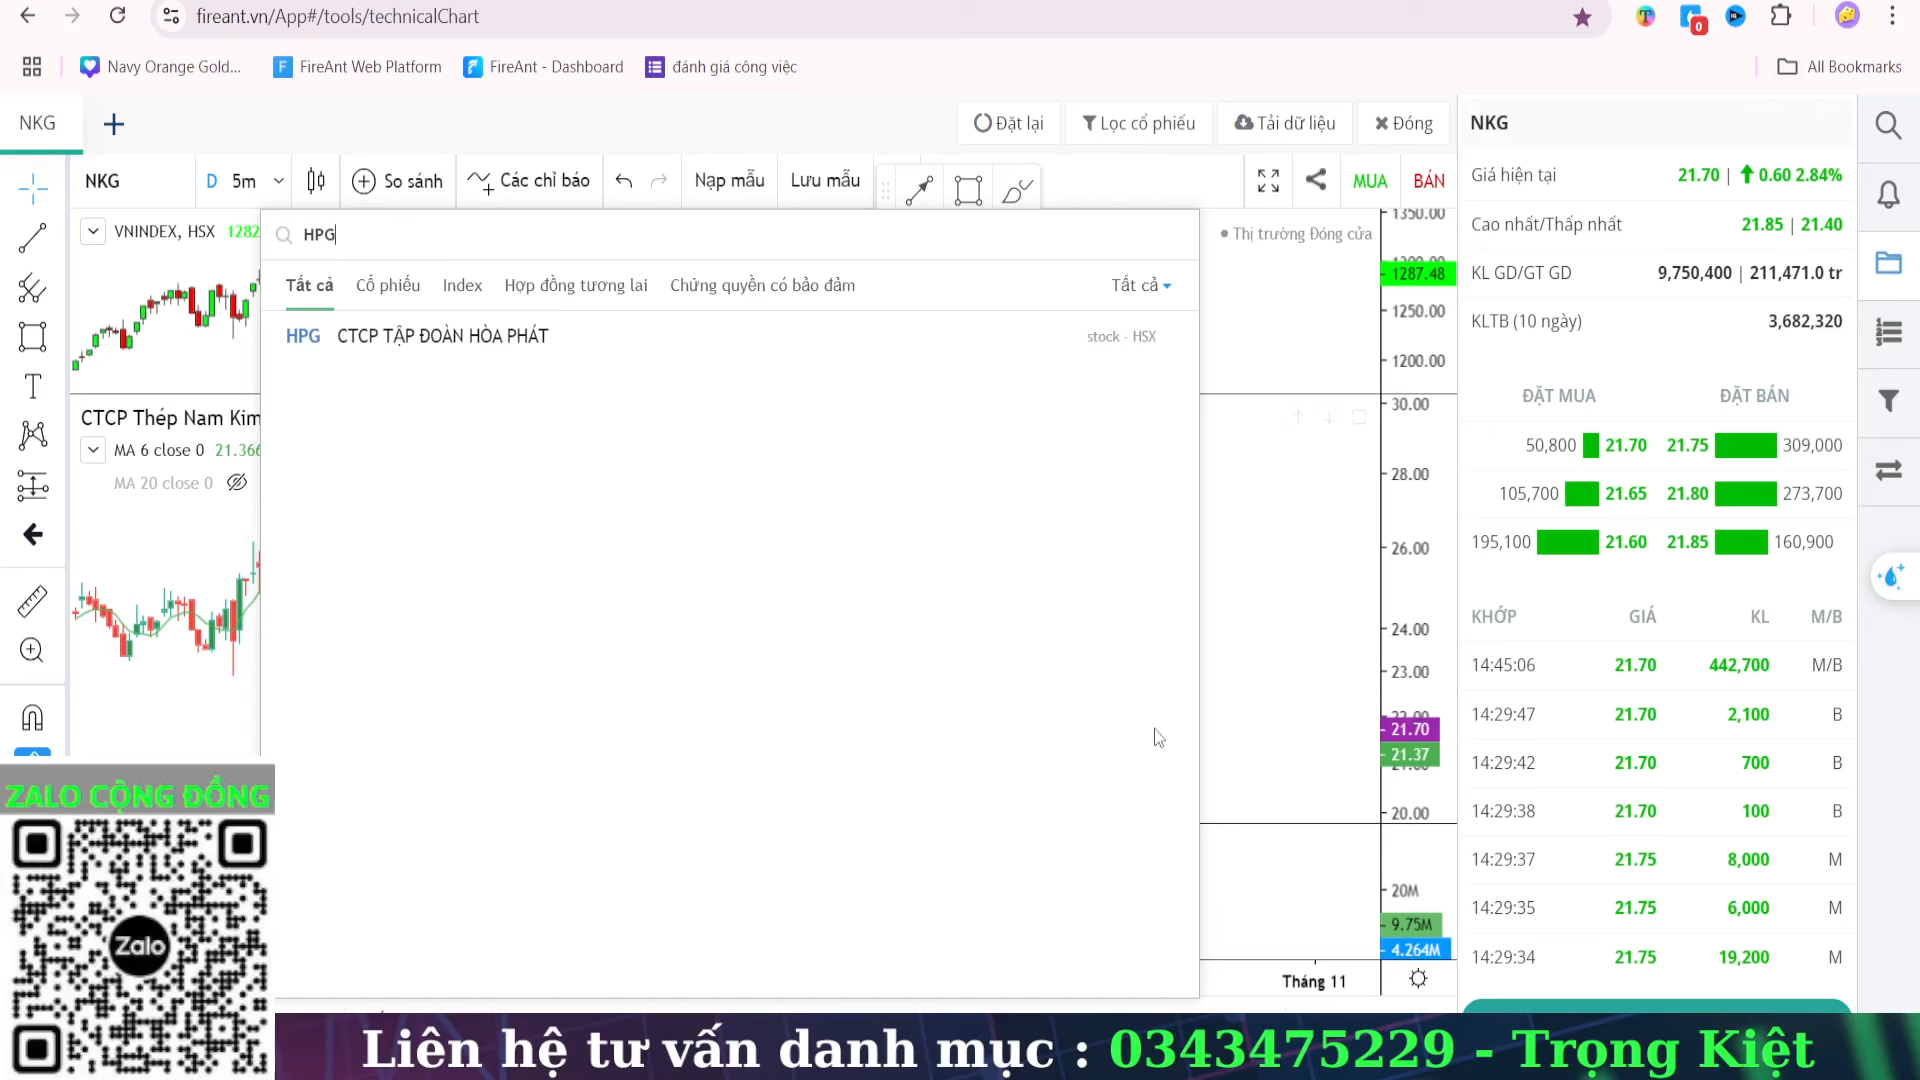 fireant.vn/App#/tools/technicalChart
0
Navy Orange Gold...
FireAnt Web Platform
FireAnt - Dashboard
đánh giá công việc
All Bookmarks
NKG
Đặt lại
Lọc cổ phiếu
Tải dữ liệu
Đóng
NKG
NKG
D
5m
So sánh
Các chỉ báo
Nạp mẫu
Lưu mẫu
MUA
BÁN
Giá hiện tại
21.70 | 0.60 2.84%
VNINDEX, HSX 1282
HPG
Thị trường Đóng cửa
Cao nhất/Thấp nhất
21.85 | 21.40
Tất cả
Cổ phiếu
Index
Hợp đồng tương lai
Chứng quyền có bảo đảm
Tất cả
KL GD/GT GD
9,750,400 | 211,471.0 tr
HPG CTCP TẬP ĐOÀN HÒA PHÁT
stock - HSX
KLTB (10 ngày)
3,682,320
1350.00
1287.48
1250.00
1200.00
CTCP Thép Nam Kim
MA 6 close 0 21.366
MA 20 close 0
30.00
28.00
26.00
24.00
23.00
22.00
21.70
21.37
20.00
20M
9.75M
4.264M
Tháng 11
ĐẶT MUA
ĐẶT BÁN
50,800 21.70 21.75 309,000
105,700 21.65 21.80 273,700
195,100 21.60 21.85 160,900
KHỚP GIÁ KL M/B
14:45:06 21.70 442,700 M/B
14:29:47 21.70 2,100 B
14:29:42 21.70 700 B
14:29:38 21.70 100 B
14:29:37 21.75 8,000 M
14:29:35 21.75 6,000 M
14:29:34 21.75 19,200 M
ZALO CỘNG ĐỒNG
Zalo
Liên hệ tư vấn danh mục : 0343475229 - Trọng Kiệt